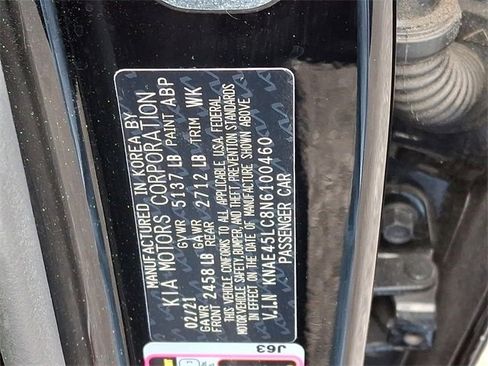 MANUFACTURED IN KOREA BY
KIA MOTORS CORPORATION
02/21 GVWR 5137 LB PAINT ABP
GAWR GAWR
FRONT 2458 LB REAR 2712 LB TRIM WK
THIS VEHICLE CONFORMS TO ALL APPLICABLE U.S.A. FEDERAL
MOTOR VEHICLE SAFETY, BUMPER, AND THEFT PREVENTION STANDARDS
IN EFFECT ON THE DATE OF MANUFACTURE SHOWN ABOVE
V.I.N KNAE45LC8N6100460
PASSENGER CAR
J63